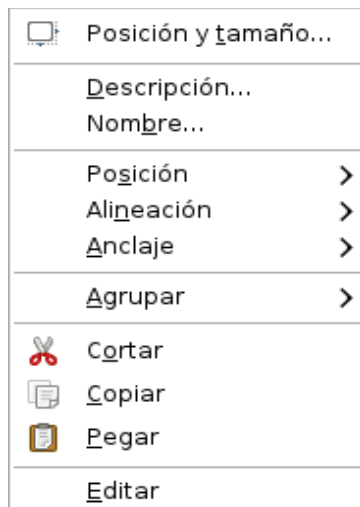 Posición y tamaño...
Descripción...
Nombre...
Posición
Alineación
Anclaje
Agrupar
Cortar
Copiar
Pegar
Editar